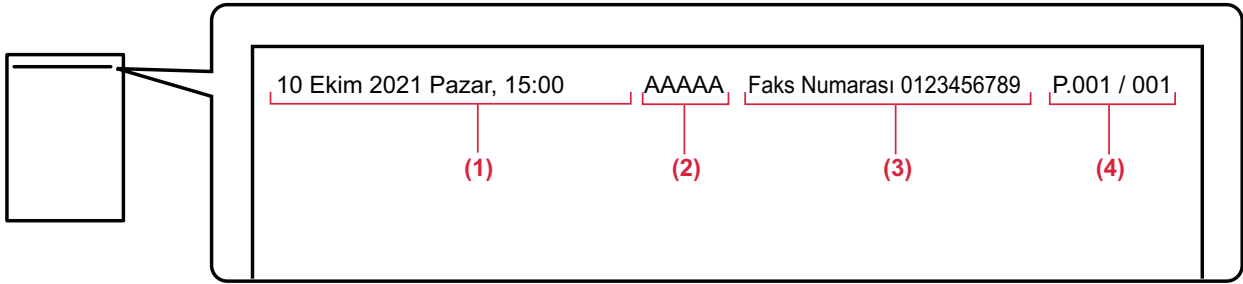 10 Ekim 2021 Pazar, 15:00 AAAAA Faks Numarası 0123456789 P.001 / 001
(1) (2) (3) (4)